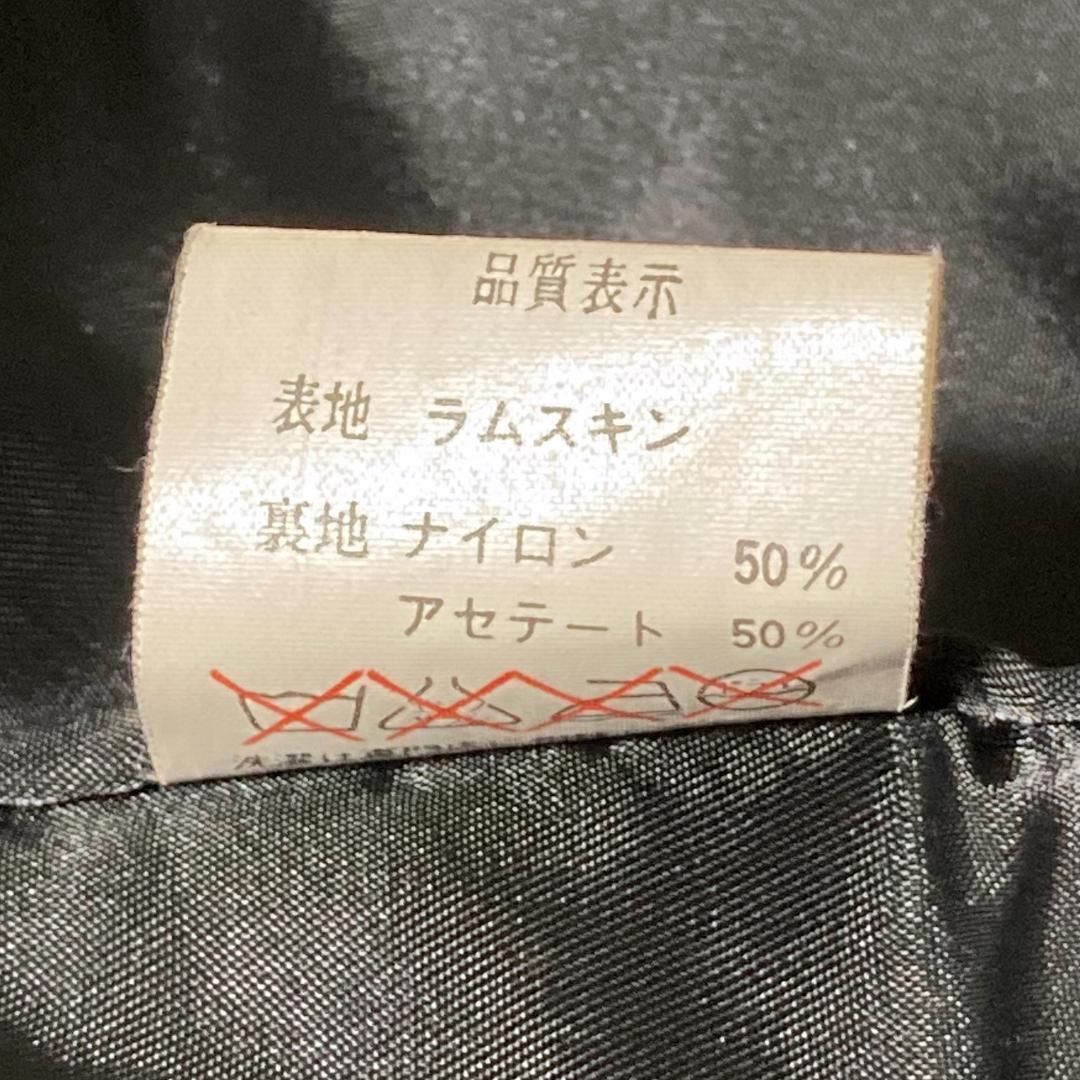 品質表示
表地 ラムスキン
裏地 ナイロン 50%
アセテート 50%